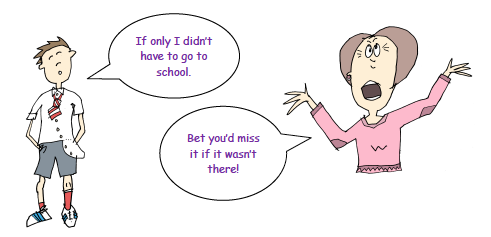 If only I didn't
have to go to
school.
Bet you'd miss
it if it wasn't
there!